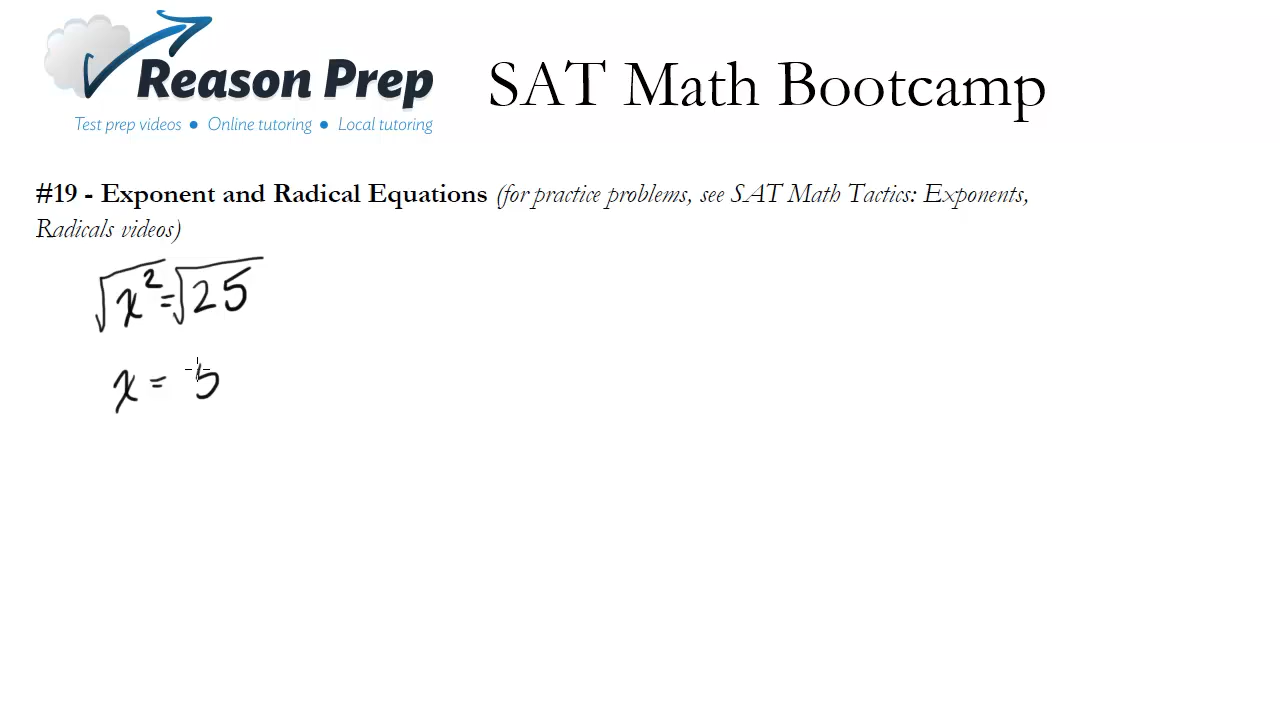 Reason Prep
Test prep videos ● Online tutoring ● Local tutoring
SAT Math Bootcamp
#19 - Exponent and Radical Equations (for practice problems, see SAT Math Tactics: Exponents,
Radicals videos)
√x² = √25
x = 5